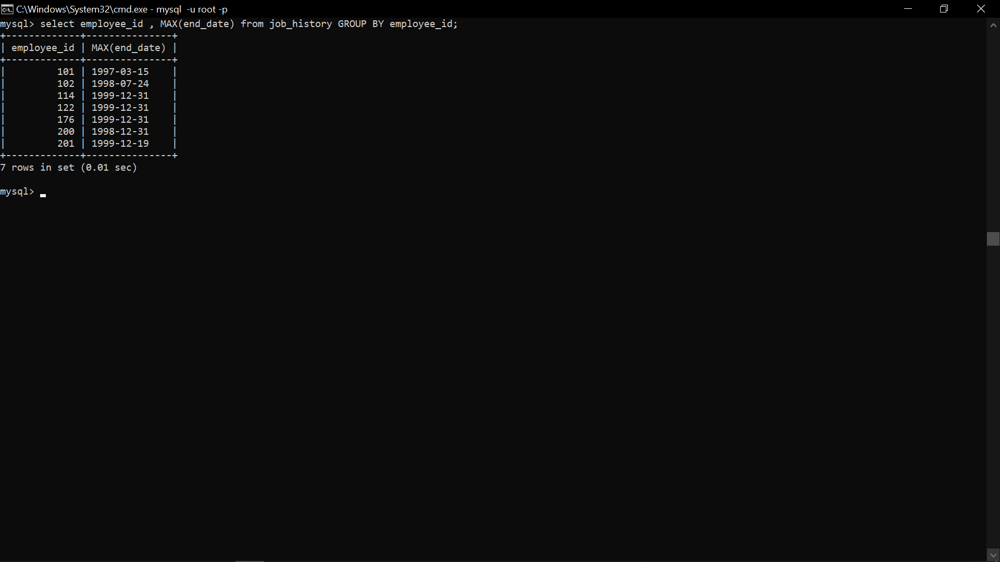 C:\Windows\System32\cmd.exe - mysql  -u root -p
mysql> select employee_id , MAX(end_date) from job_history GROUP BY employee_id;
+-------------+---------------+
| employee_id | MAX(end_date) |
+-------------+---------------+
|         101 | 1997-03-15    |
|         102 | 1998-07-24    |
|         114 | 1999-12-31    |
|         122 | 1999-12-31    |
|         176 | 1999-12-31    |
|         200 | 1998-12-31    |
|         201 | 1999-12-19    |
+-------------+---------------+
7 rows in set (0.01 sec)
mysql>